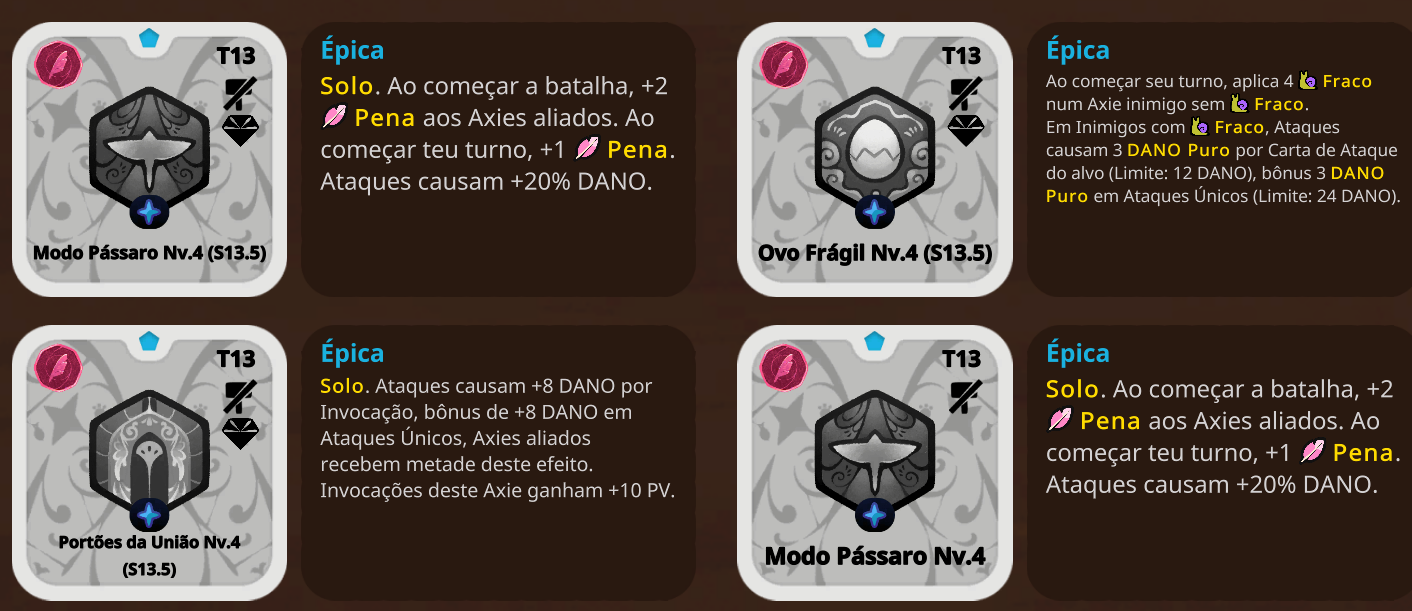 T13
Modo Pássaro Nv.4 (S13.5)
Épica
Solo. Ao começar a batalha, +2
Pena aos Axies aliados. Ao
começar teu turno, +1 Pena.
Ataques causam +20% DANO.
T13
Ovo Frágil Nv.4 (S13.5)
Épica
Ao começar seu turno, aplica 4 Fraco
num Axie inimigo sem Fraco.
Em Inimigos com Fraco, Ataques
causam 3 DANO Puro por Carta de Ataque
do alvo (Limite: 12 DANO), bônus 3 DANO
Puro em Ataques Únicos (Limite: 24 DANO).
T13
Portões da União Nv.4
(S13.5)
Épica
Solo. Ataques causam +8 DANO por
Invocação, bônus de +8 DANO em
Ataques Únicos, Axies aliados
recebem metade deste efeito.
Invocações deste Axie ganham +10 PV.
T13
Modo Pássaro Nv.4
Épica
Solo. Ao começar a batalha, +2
Pena aos Axies aliados. Ao
começar teu turno, +1 Pena.
Ataques causam +20% DANO.